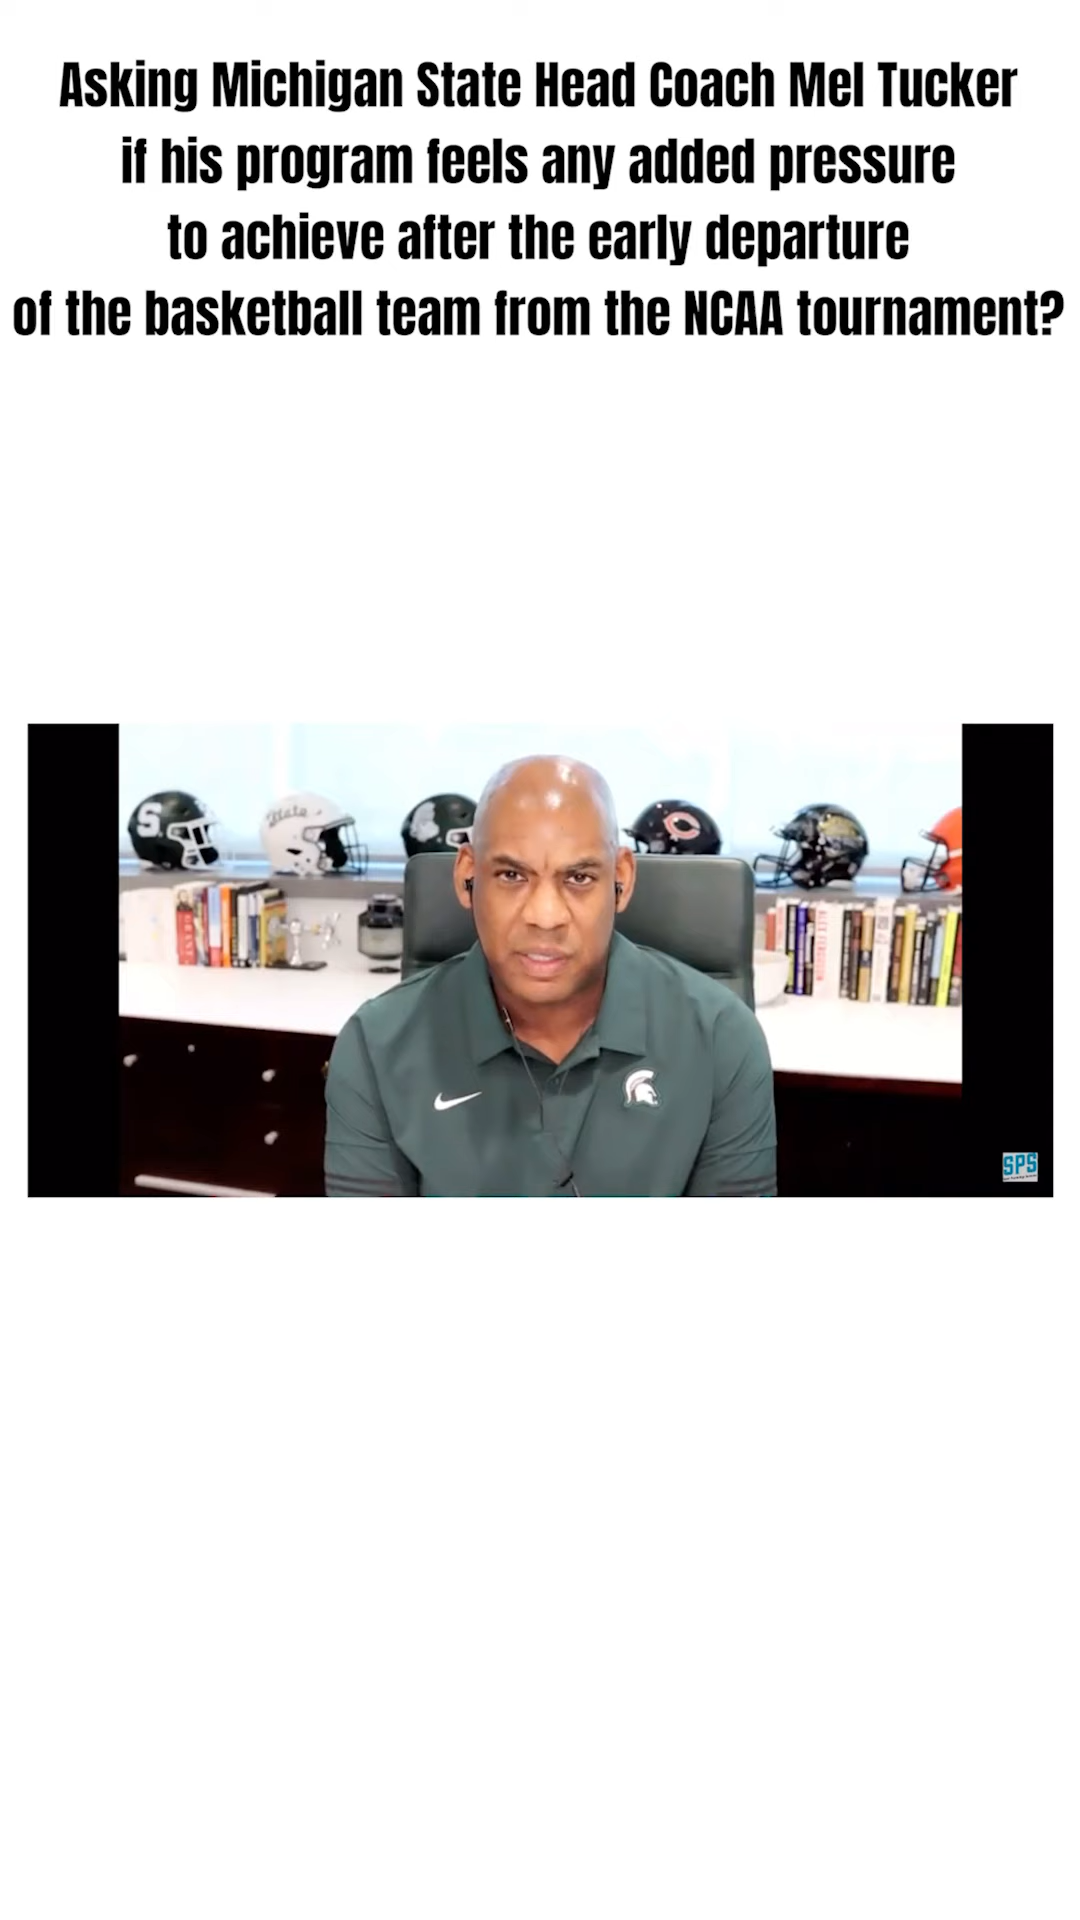 Asking Michigan State Head Coach Mel Tucker
if his program feels any added pressure
to achieve after the early departure
of the basketball team from the NCAA tournament?
S
State
C
SPS